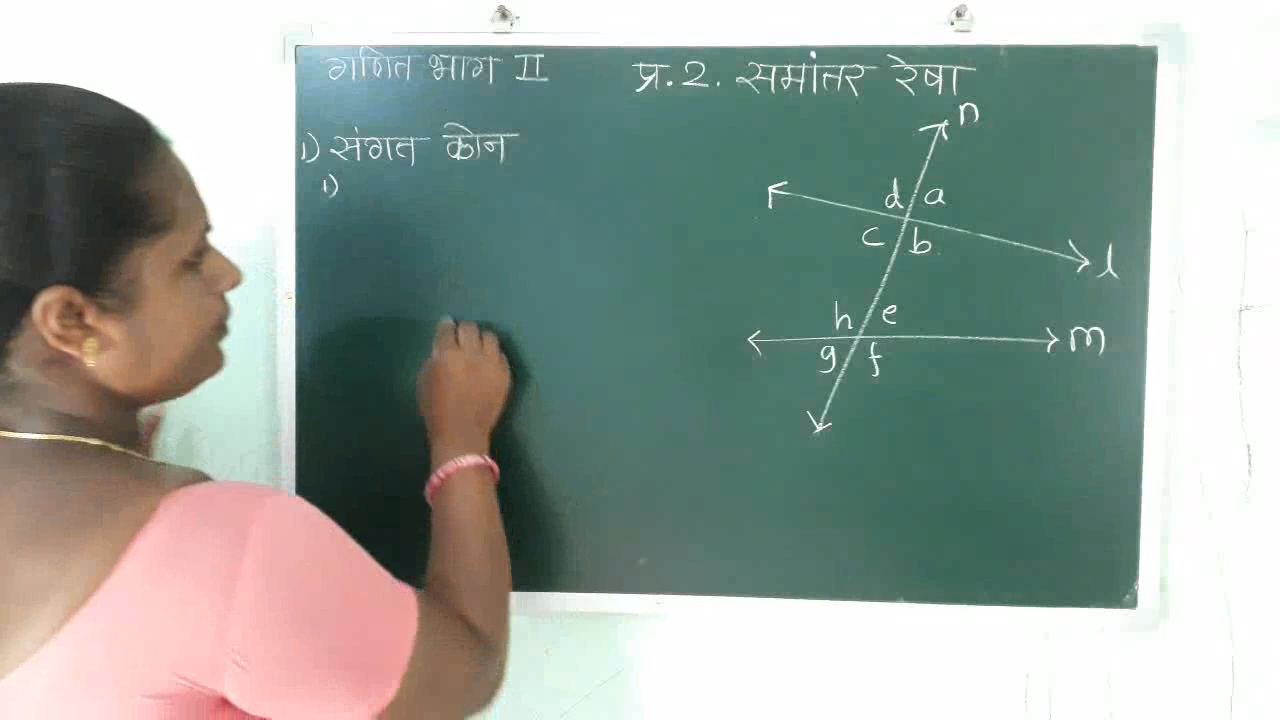 गणित भाग II
प्र. 2. समांतर रेषा
1) संगत कोन
1)
n
d a
c b
l
h e
m
g f